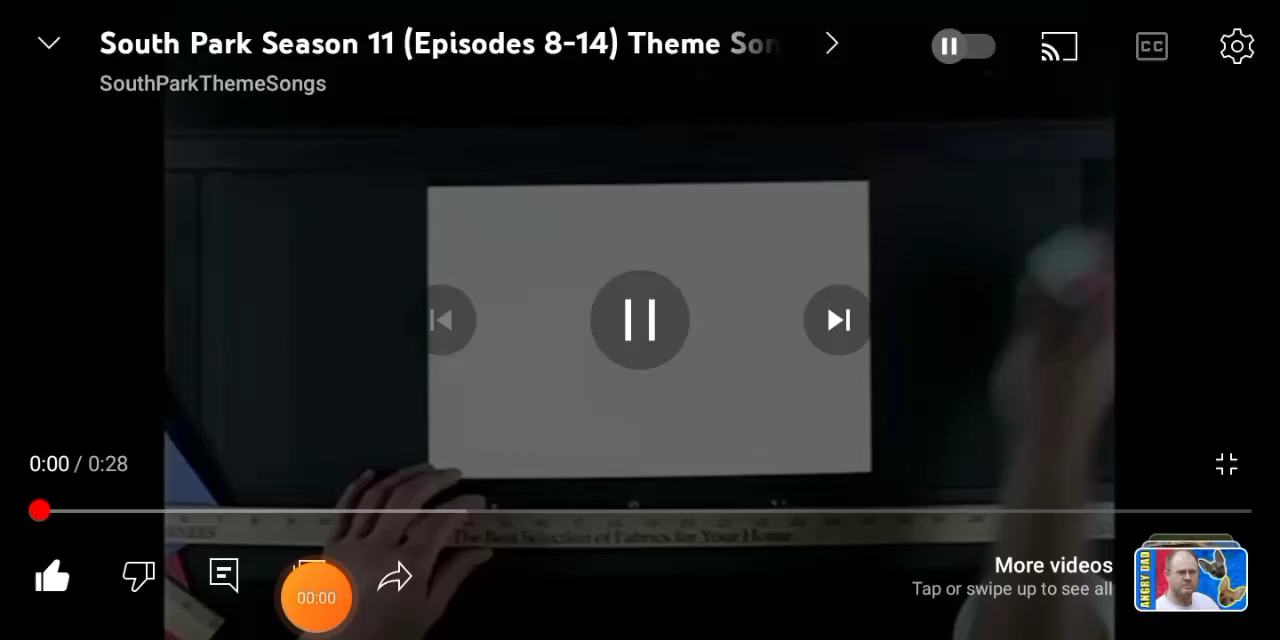 South Park Season 11 (Episodes 8-14) Theme Son
SouthParkThemeSongs
CC
0:00 / 0:28
The Best Selection of Fabrics for Your Home
00:00
More videos
Tap or swipe up to see all
ANGRY DAD